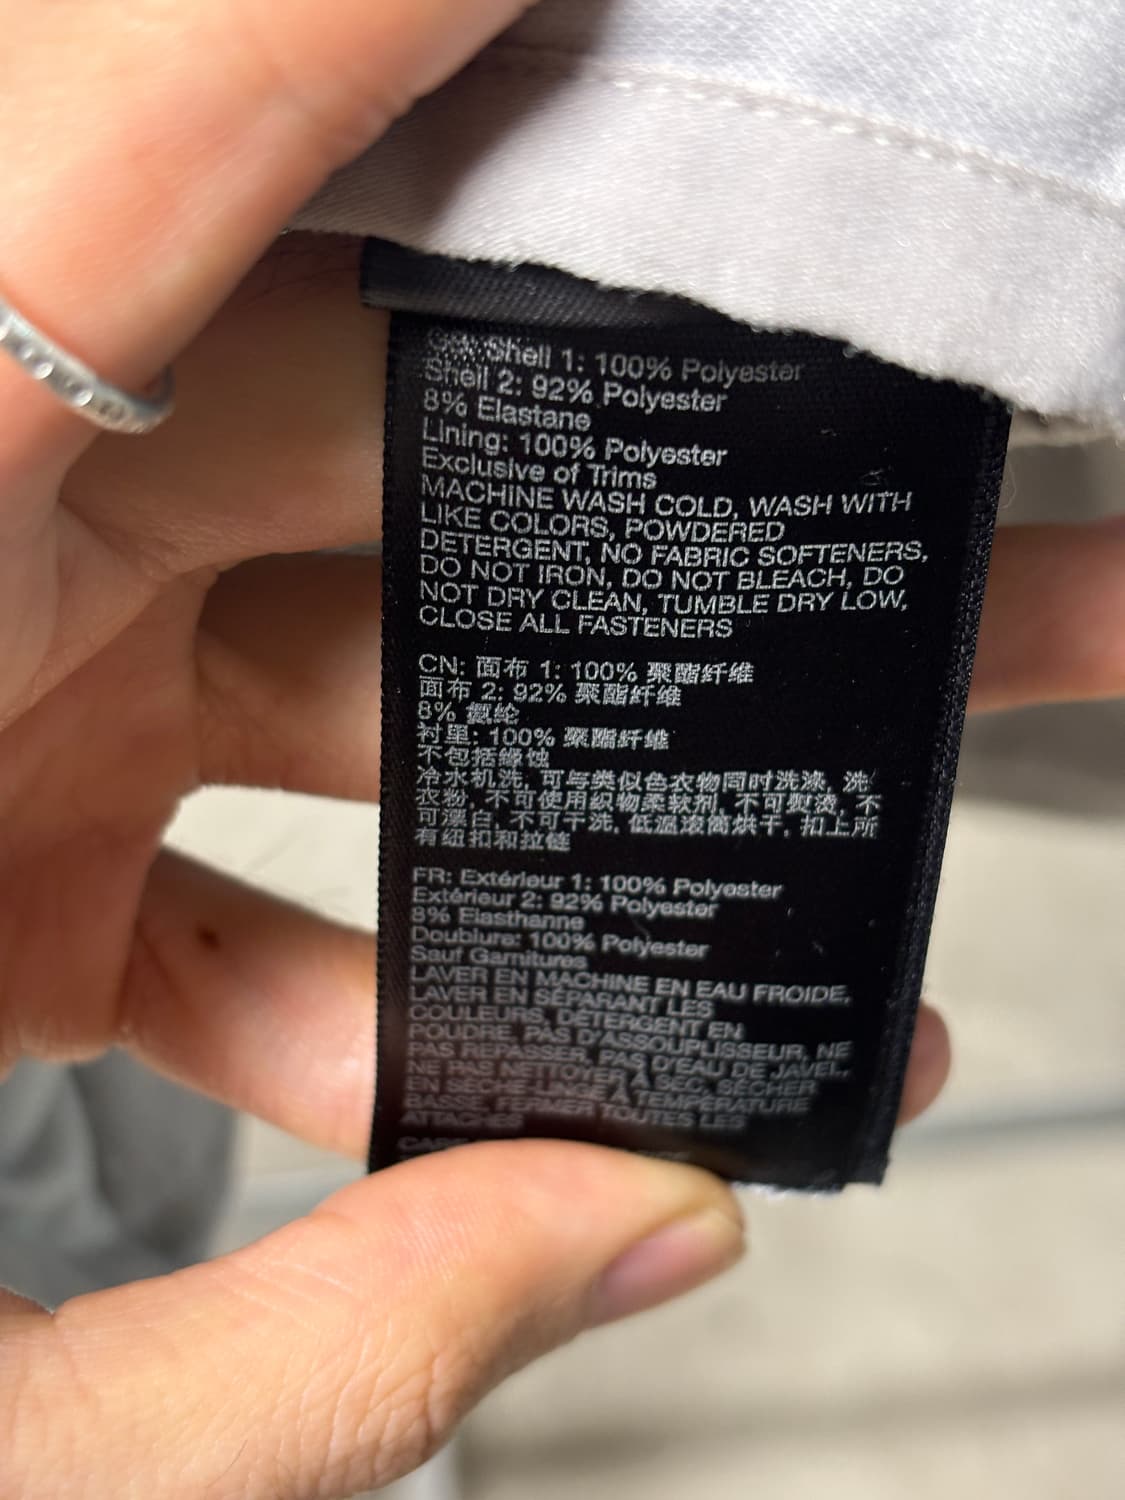 GB: Shell 1: 100% Polyester
Shell 2: 92% Polyester
8% Elastane
Lining: 100% Polyester
Exclusive of Trims
MACHINE WASH COLD, WASH WITH
LIKE COLORS, POWDERED
DETERGENT, NO FABRIC SOFTENERS,
DO NOT IRON, DO NOT BLEACH, DO
NOT DRY CLEAN, TUMBLE DRY LOW,
CLOSE ALL FASTENERS
CN: 面布 1: 100% 聚酯纤维
面布 2: 92% 聚酯纤维
8% 氨纶
衬里: 100% 聚酯纤维
不包括缘蚀
冷水机洗, 可与类似色衣物同时洗涤, 洗
衣粉, 不可使用织物柔软剂, 不可熨烫, 不
可漂白, 不可干洗, 低温滚筒烘干, 扣上所
有纽扣和拉链
FR: Extérieur 1: 100% Polyester
Extérieur 2: 92% Polyester
8% Elasthanne
Doublure: 100% Polyester
Sauf Garnitures
LAVER EN MACHINE EN EAU FROIDE,
LAVER EN SÉPARANT LES
COULEURS, DÉTERGENT EN
POUDRE, PAS D'ASSOUPLISSEUR, NE
PAS REPASSER, PAS D'EAU DE JAVEL,
NE PAS NETTOYER À SEC, SÉCHER
EN SÈCHE-LINGE À TEMPÉRATURE
BASSE, FERMER TOUTES LES
ATTACHES